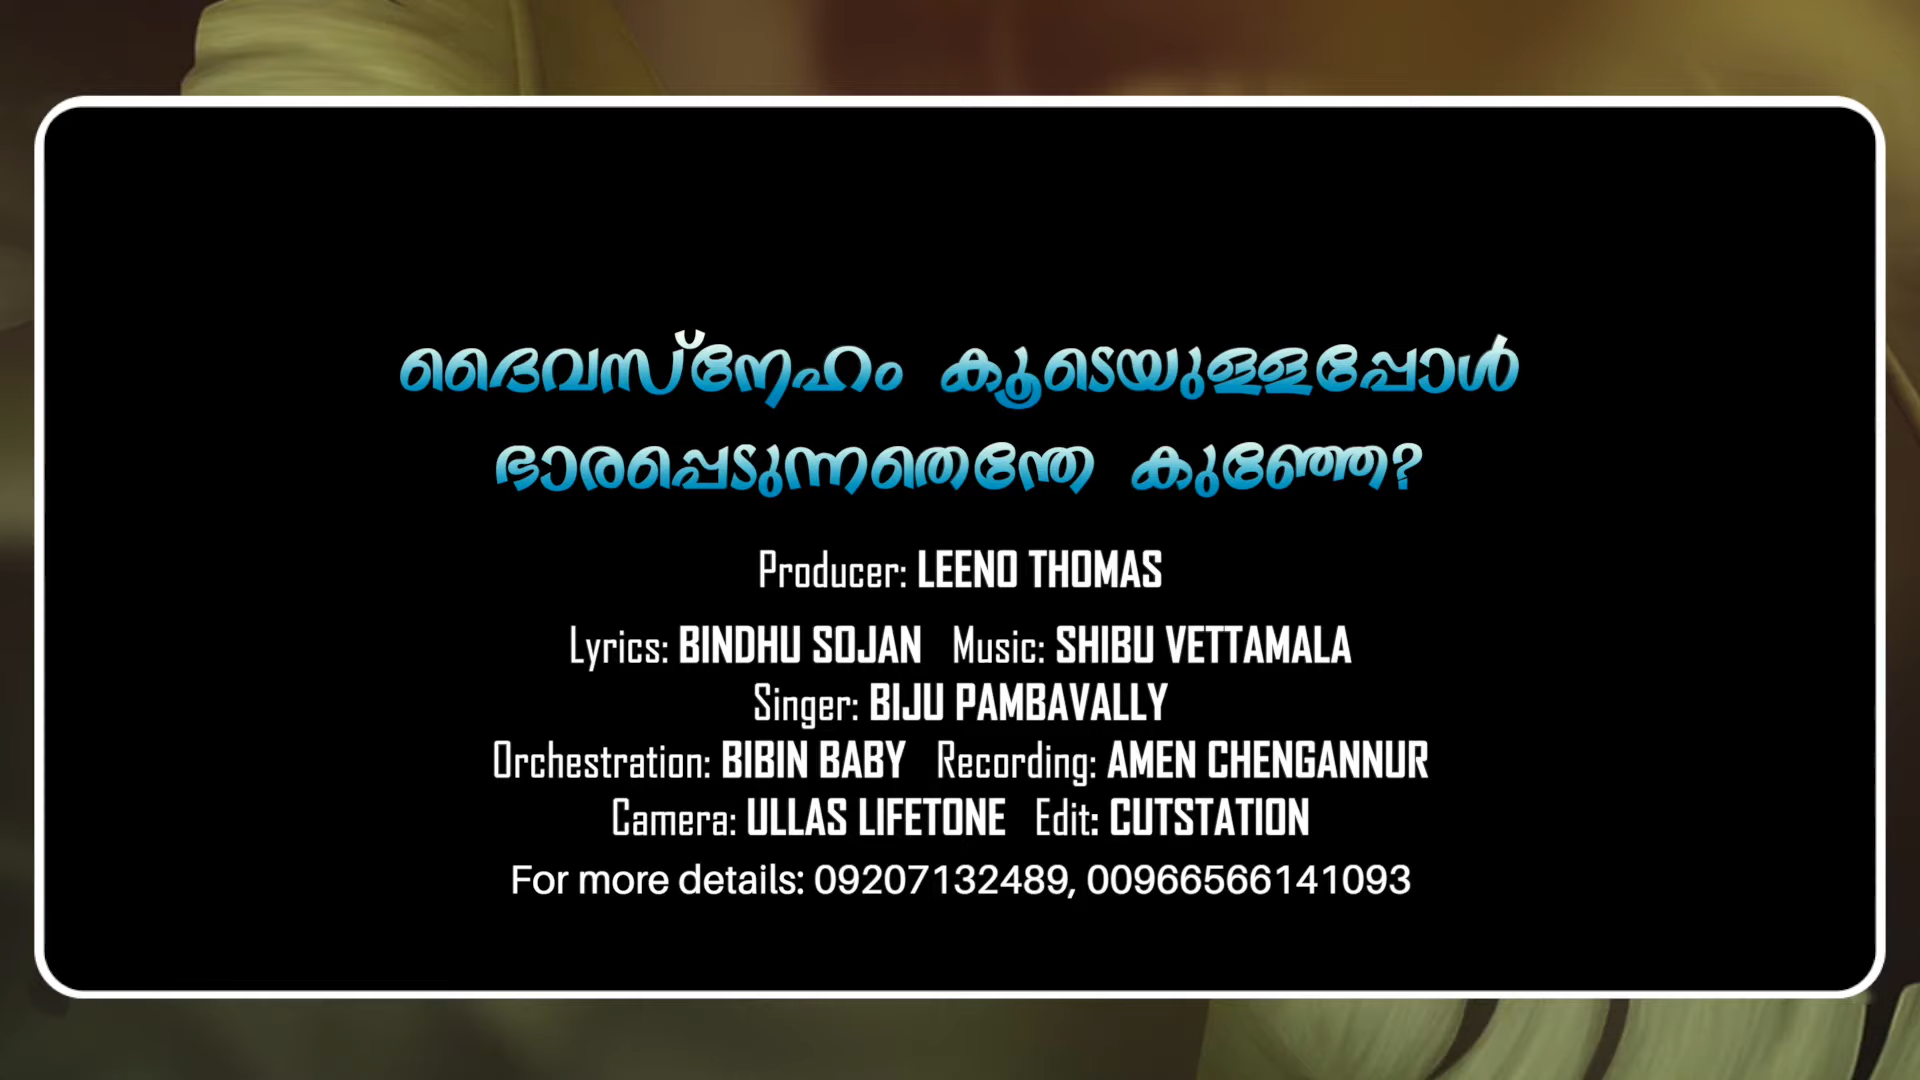 ദൈവസ്നേഹം കൂടെയുള്ളപ്പോൾ
ഭാരപ്പെടുന്നതെന്തേ കുഞ്ഞേ?
Producer: LEENO THOMAS
Lyrics: BINDHU SOJAN Music: SHIBU VETTAMALA
Singer: BIJU PAMBAVALLY
Orchestration: BIBIN BABY Recording: AMEN CHENGANNUR
Camera: ULLAS LIFETONE Edit: CUTSTATION
For more details: 09207132489, 00966566141093